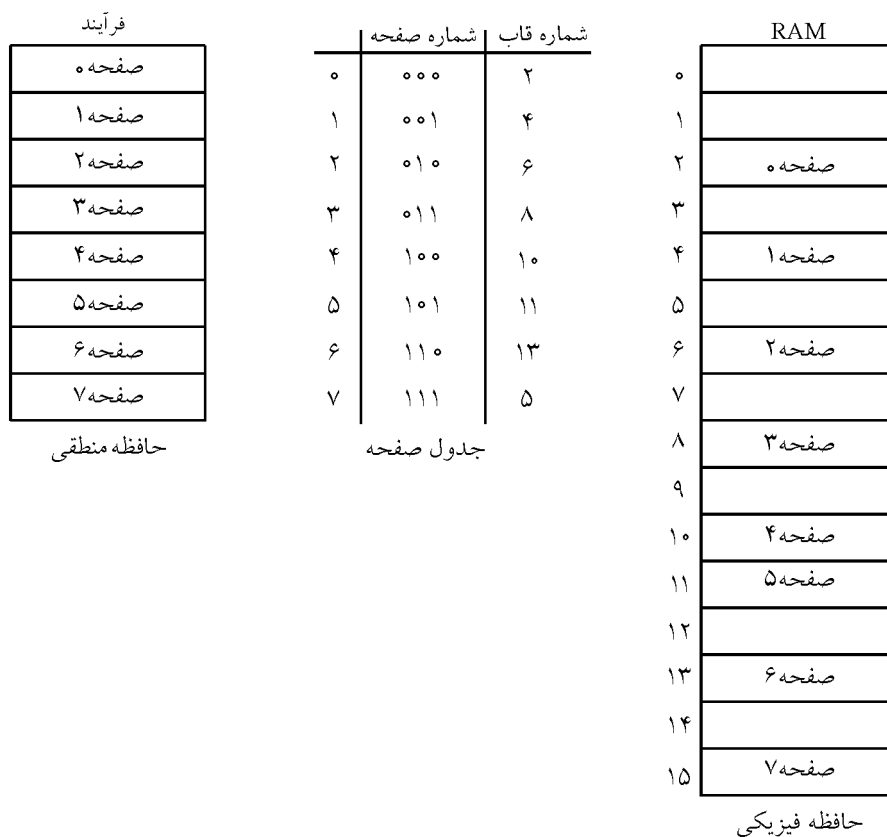 فرآیند
صفحه ۰
صفحه ۱
صفحه ۲
صفحه ۳
صفحه ۴
صفحه ۵
صفحه ۶
صفحه ۷
حافظه منطقی
شماره صفحه شماره قاب
۰ ۰۰۰ ۲
۱ ۰۰۱ ۴
۲ ۰۱۰ ۶
۳ ۰۱۱ ۸
۴ ۱۰۰ ۱۰
۵ ۱۰۱ ۱۱
۶ ۱۱۰ ۱۳
۷ ۱۱۱ ۵
جدول صفحه
RAM
۰
۱
۲ صفحه ۰
۳
۴ صفحه ۱
۵
۶ صفحه ۲
۷
۸ صفحه ۳
۹
۱۰ صفحه ۴
۱۱ صفحه ۵
۱۲
۱۳ صفحه ۶
۱۴
۱۵ صفحه ۷
حافظه فیزیکی